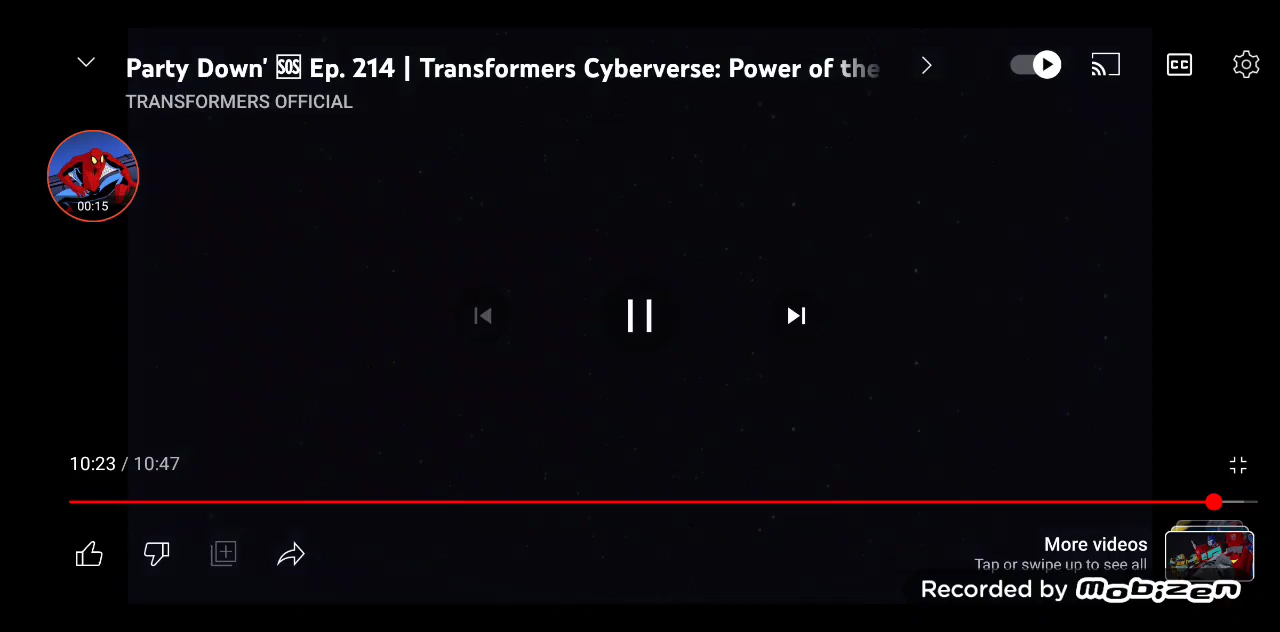 Party Down' 🆘 Ep. 214 | Transformers Cyberverse: Power of the
TRANSFORMERS OFFICIAL
CC
00:15
10:23 / 10:47
More videos
Tap or swipe up to see all
Recorded by mobizen